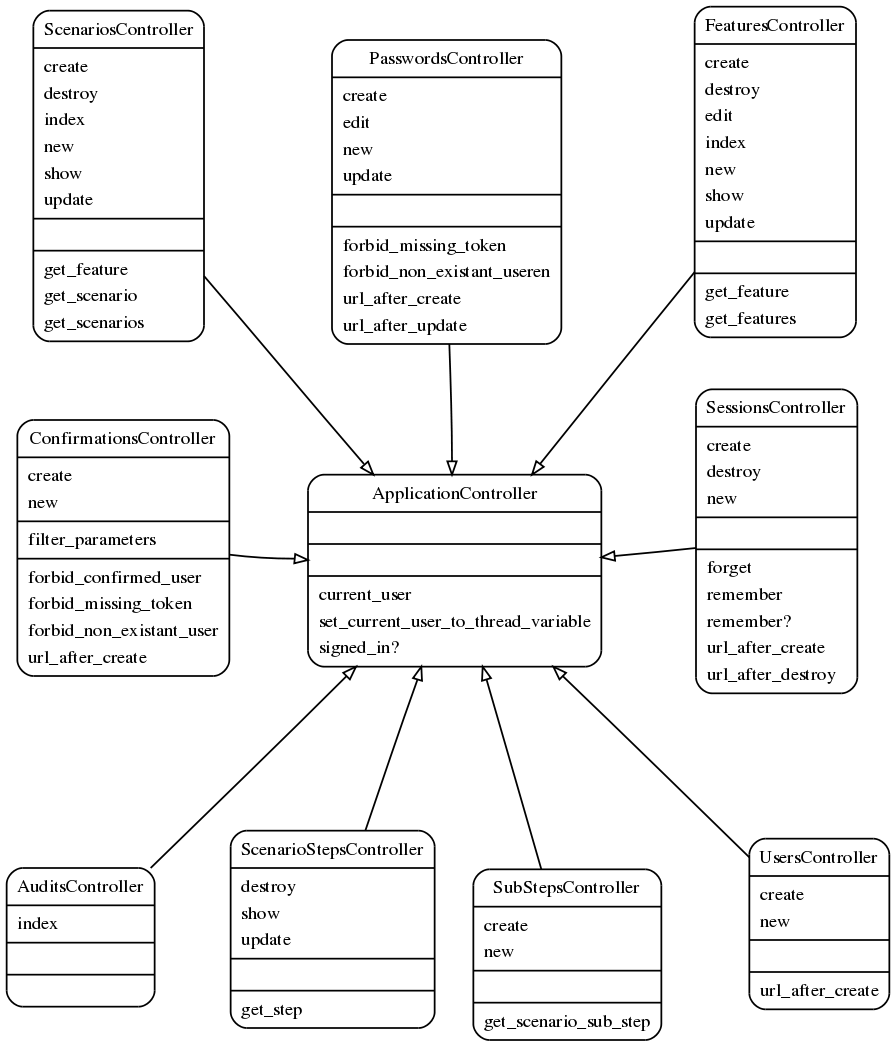 ScenariosController
create
destroy
index
new
show
update
get_feature
get_scenario
get_scenarios
PasswordsController
create
edit
new
update
forbid_missing_token
forbid_non_existant_useren
url_after_create
url_after_update
FeaturesController
create
destroy
edit
index
new
show
update
get_feature
get_features
ConfirmationsController
create
new
filter_parameters
forbid_confirmed_user
forbid_missing_token
forbid_non_existant_user
url_after_create
ApplicationController
current_user
set_current_user_to_thread_variable
signed_in?
SessionsController
create
destroy
new
forget
remember
remember?
url_after_create
url_after_destroy
AuditsController
index
ScenarioStepsController
destroy
show
update
get_step
SubStepsController
create
new
get_scenario_sub_step
UsersController
create
new
url_after_create